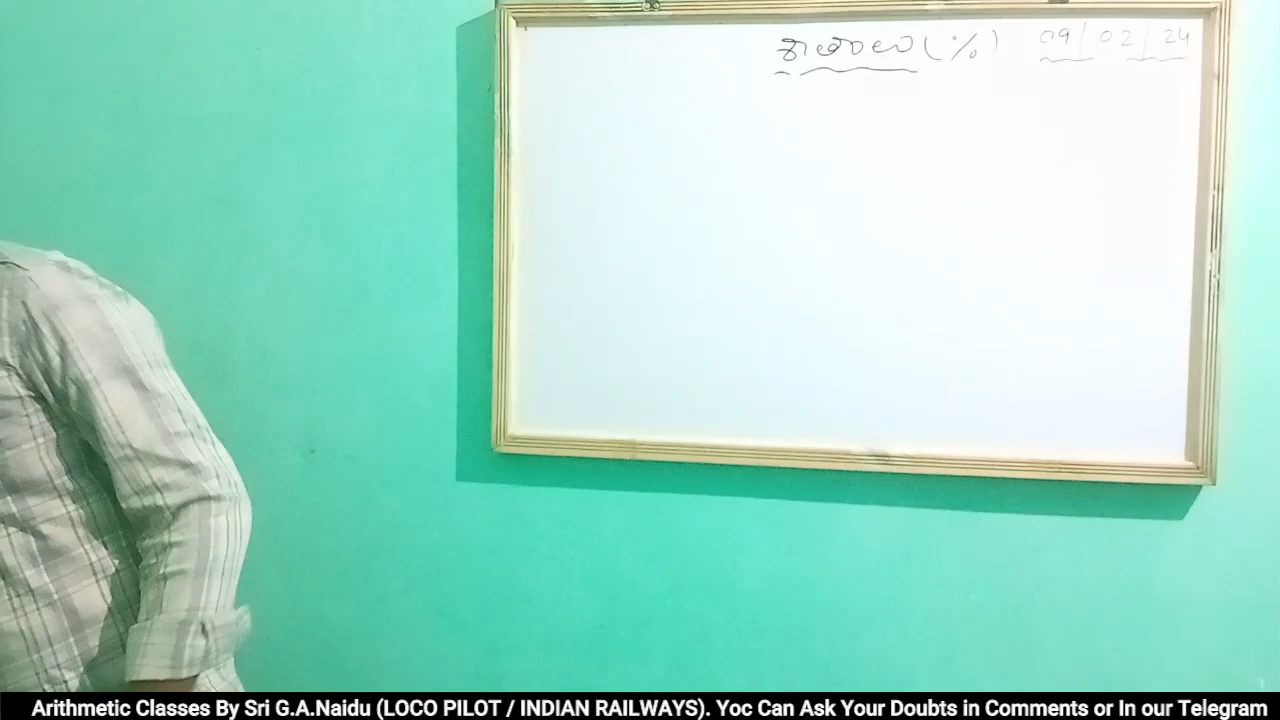 శాతాలు (%) 09/02/24
Arithmetic Classes By Sri G.A.Naidu (LOCO PILOT / INDIAN RAILWAYS). Yoc Can Ask Your Doubts in Comments or In our Telegram